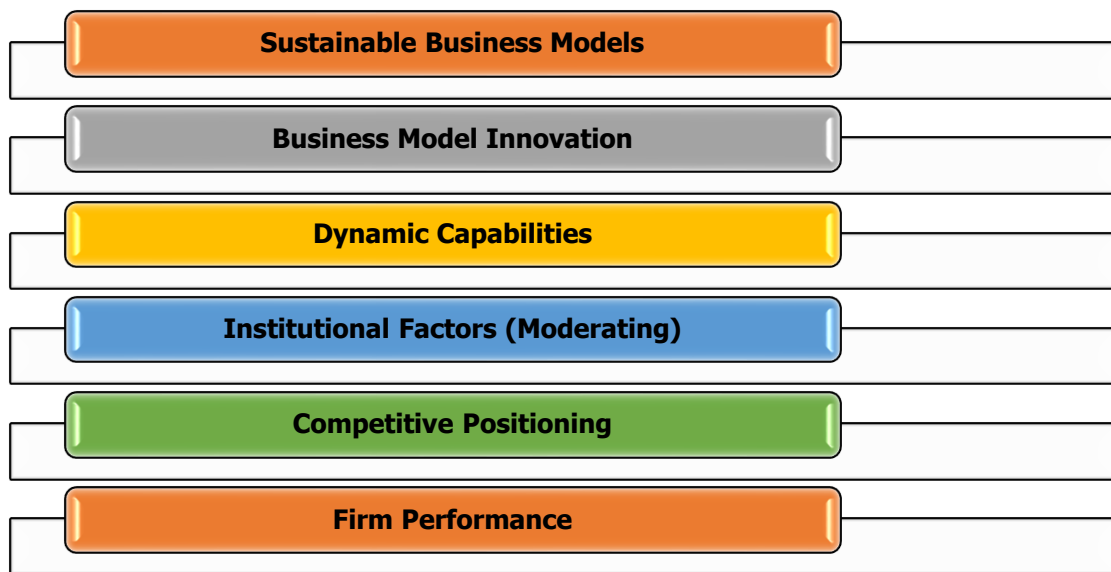 Sustainable Business Models
Business Model Innovation
Dynamic Capabilities
Institutional Factors (Moderating)
Competitive Positioning
Firm Performance